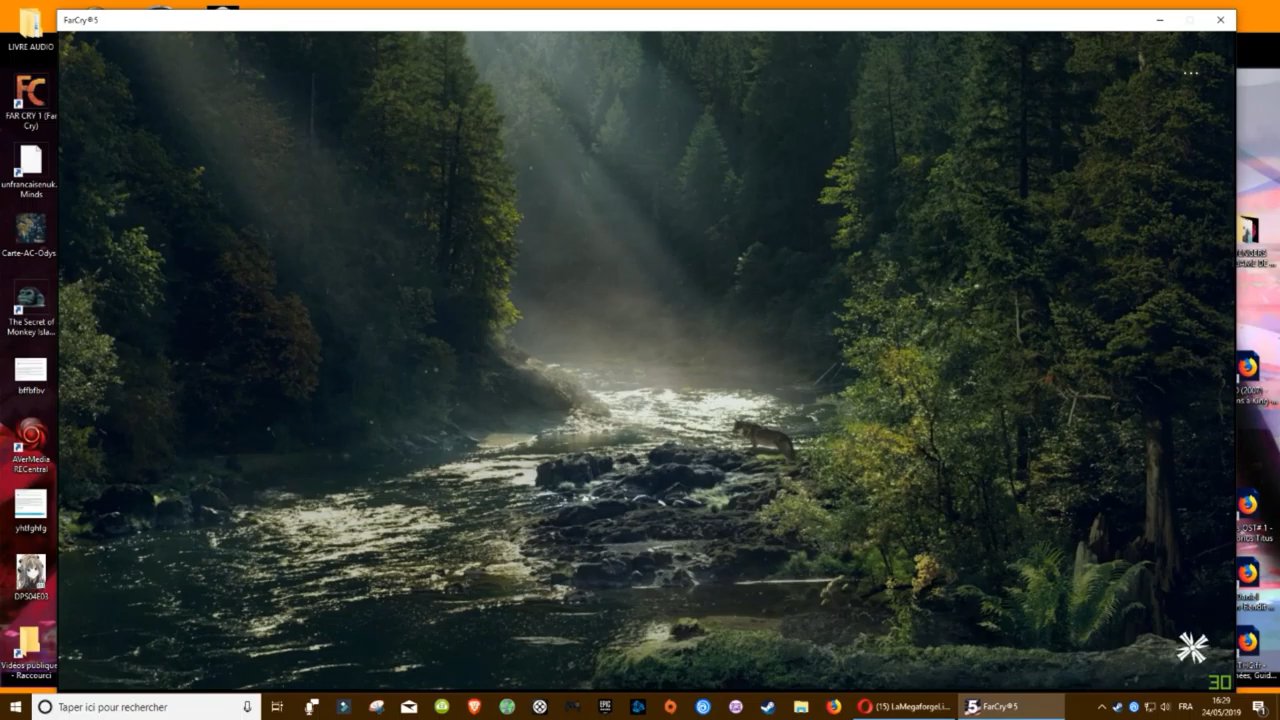 FarCry®5
LIVRE AUDIO
FAR CRY 1 (Far
Cry)
unfrancaisenuk.
Minds
Carte-AC-Odys
The Secret of
Monkey Isla...
bffbfbv
AVerMedia
RECentral
yhtfghfg
DPS04E03
Vidéos publique
- Raccourci
30
Taper ici pour rechercher
EPIC
(15) LaMegaforgeLi...
FarCry®5
FRA
16:29
24/05/2019